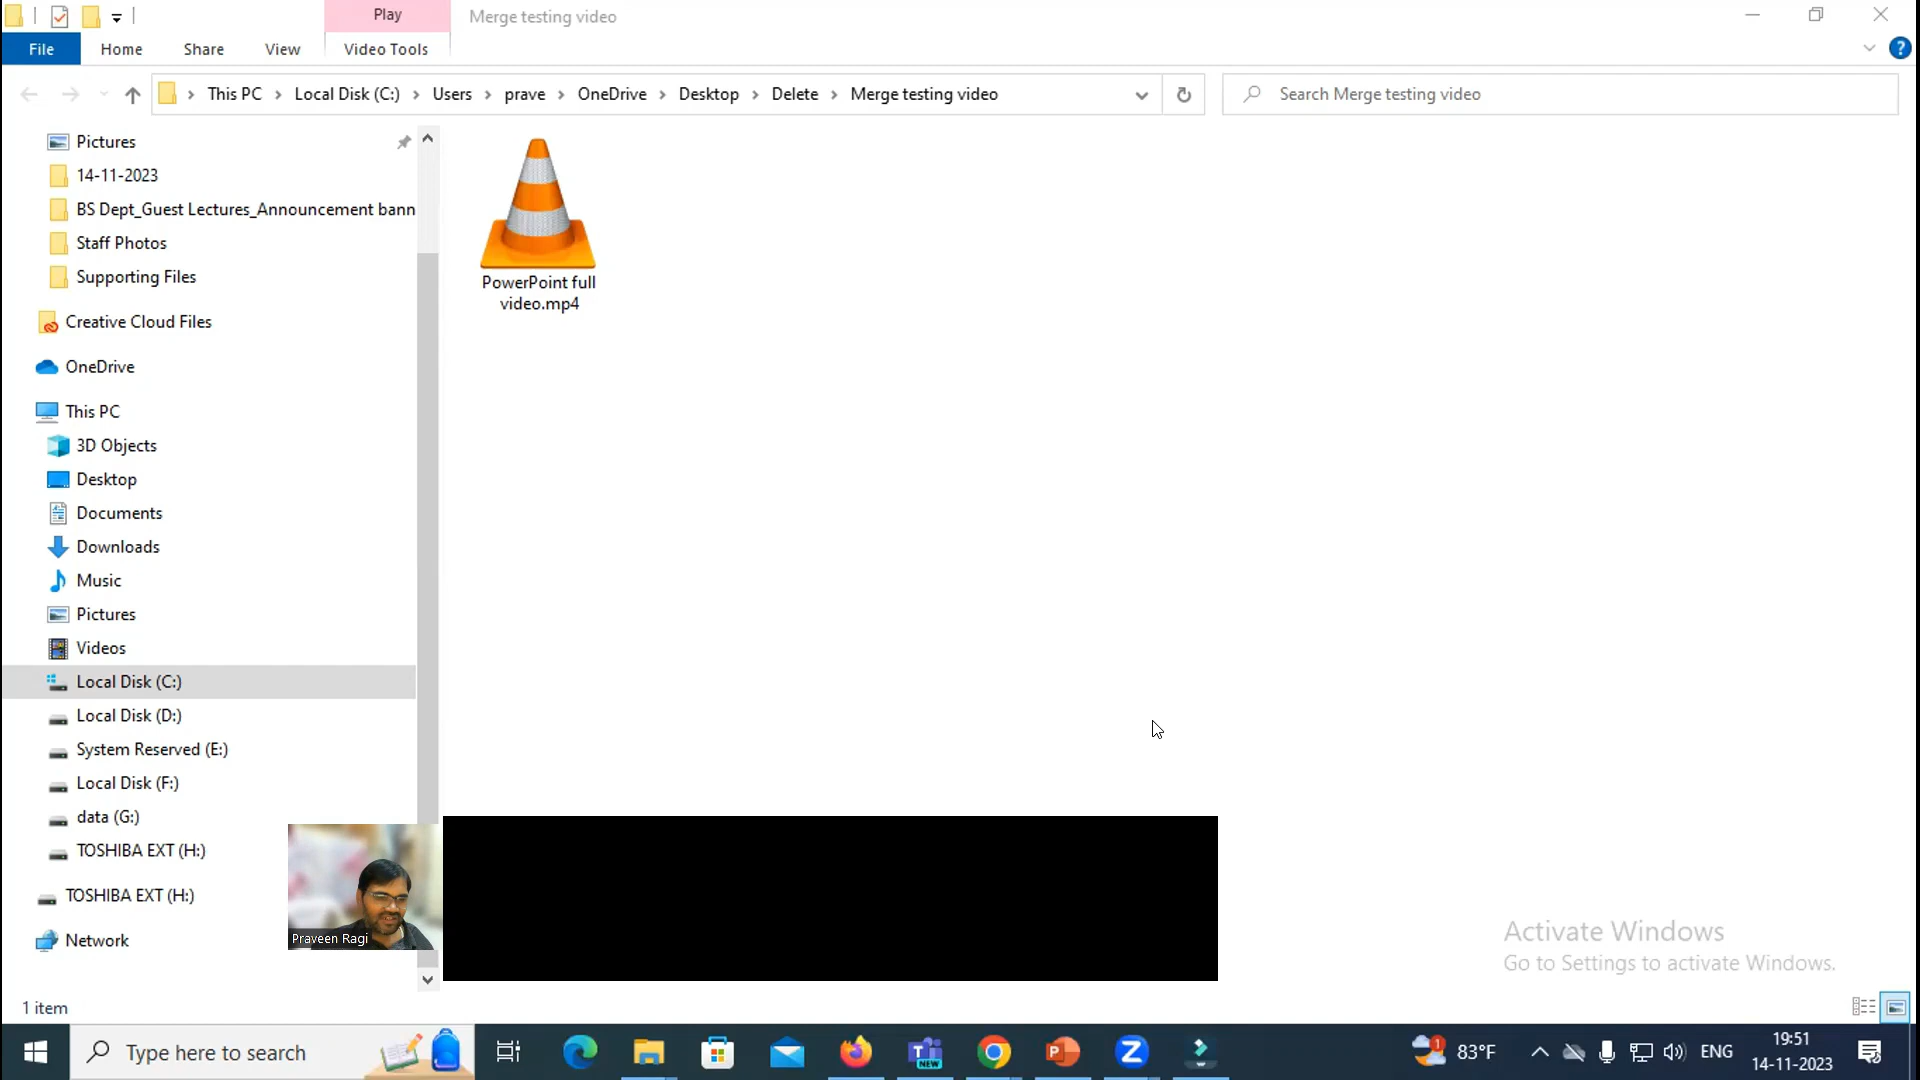 Play
Merge testing video
File
Home
Share
View
Video Tools
This PC
Local Disk (C:)
Users
prave
OneDrive
Desktop
Delete
Merge testing video
Search Merge testing video
Pictures
14-11-2023
BS Dept_Guest Lectures_Announcement bann
Staff Photos
Supporting Files
Creative Cloud Files
OneDrive
This PC
3D Objects
Desktop
Documents
Downloads
Music
Pictures
Videos
Local Disk (C:)
Local Disk (D:)
System Reserved (E:)
Local Disk (F:)
data (G:)
TOSHIBA EXT (H:)
TOSHIBA EXT (H:)
Network
PowerPoint full
video.mp4
Praveen Ragi
Activate Windows
Go to Settings to activate Windows.
1 item
Type here to search
NEW
1
83°F
ENG
19:51
14-11-2023